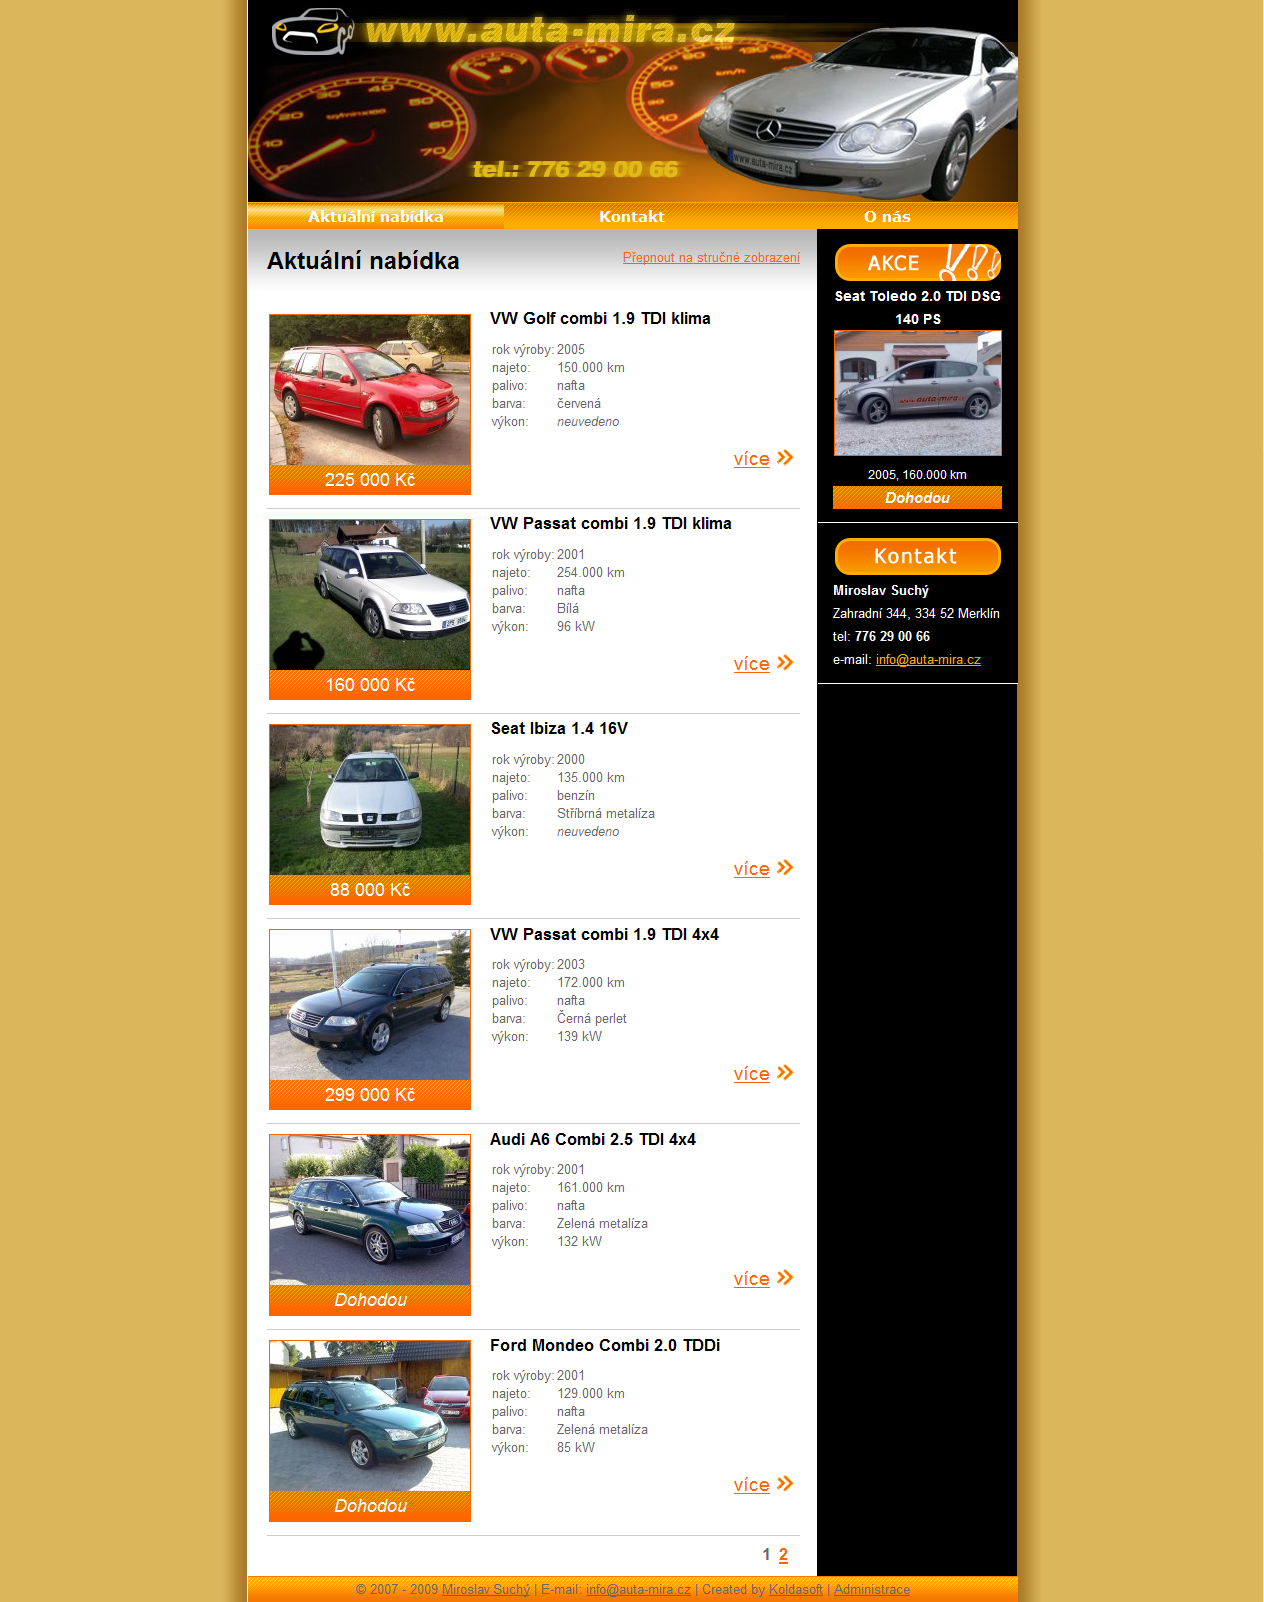 www.auta-mira.cz
tel.: 776 29 00 66
www.auta-mira.cz
Aktuální nabídka
Kontakt
O nás
Aktuální nabídka
Přepnout na stručné zobrazení
VW Golf combi 1.9 TDI klima
rok výroby: 2005
najeto: 150.000 km
palivo: nafta
barva: červená
výkon: neuvedeno
více
225 000 Kč
VW Passat combi 1.9 TDI klima
rok výroby: 2001
najeto: 254.000 km
palivo: nafta
barva: Bílá
výkon: 96 kW
více
160 000 Kč
Seat Ibiza 1.4 16V
rok výroby: 2000
najeto: 135.000 km
palivo: benzín
barva: Stříbrná metalíza
výkon: neuvedeno
více
88 000 Kč
VW Passat combi 1.9 TDI 4x4
rok výroby: 2003
najeto: 172.000 km
palivo: nafta
barva: Černá perlet
výkon: 139 kW
více
299 000 Kč
Audi A6 Combi 2.5 TDI 4x4
rok výroby: 2001
najeto: 161.000 km
palivo: nafta
barva: Zelená metalíza
výkon: 132 kW
více
Dohodou
Ford Mondeo Combi 2.0 TDDi
rok výroby: 2001
najeto: 129.000 km
palivo: nafta
barva: Zelená metalíza
výkon: 85 kW
více
Dohodou
1 2
AKCE !!!
Seat Toledo 2.0 TDI DSG
140 PS
www.auta-mira.cz
2005, 160.000 km
Dohodou
Kontakt
Miroslav Suchý
Zahradní 344, 334 52 Merklín
tel: 776 29 00 66
e-mail: info@auta-mira.cz
© 2007 - 2009 Miroslav Suchý | E-mail: info@auta-mira.cz | Created by Koldasoft | Administrace